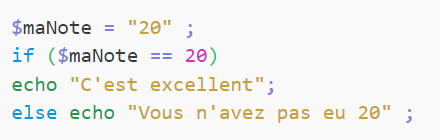 $maNote = "20" ;
if ($maNote == 20)
echo "C'est excellent";
else echo "Vous n'avez pas eu 20" ;